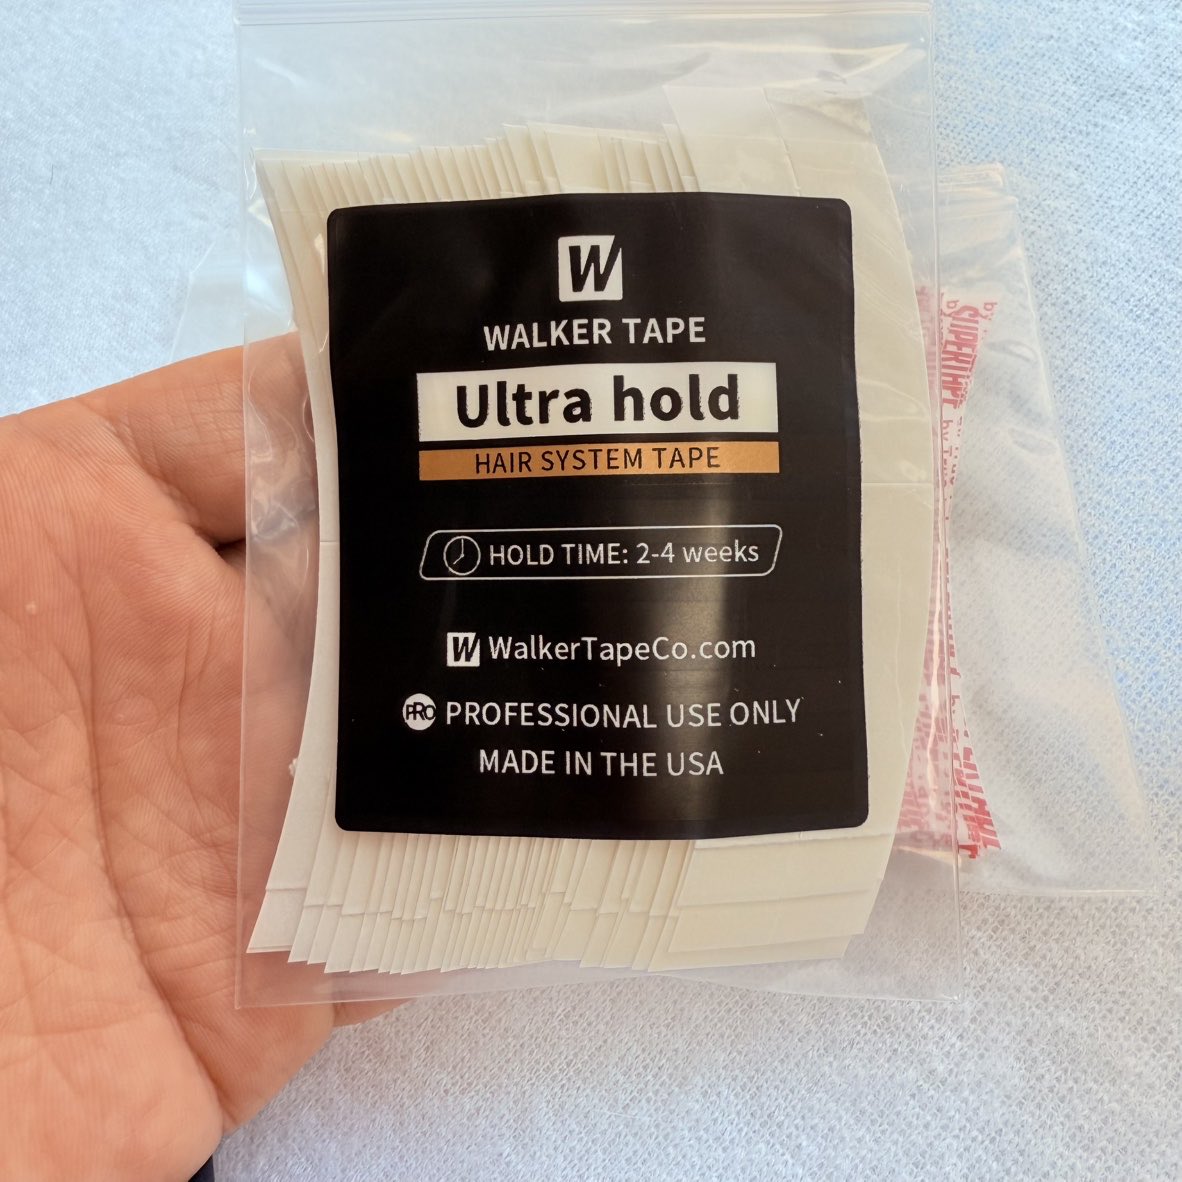 W
WALKER TAPE
Ultra hold
HAIR SYSTEM TAPE
HOLD TIME: 2-4 weeks
W WalkerTapeCo.com
PRO PROFESSIONAL USE ONLY
MADE IN THE USA
SUPERTAPE